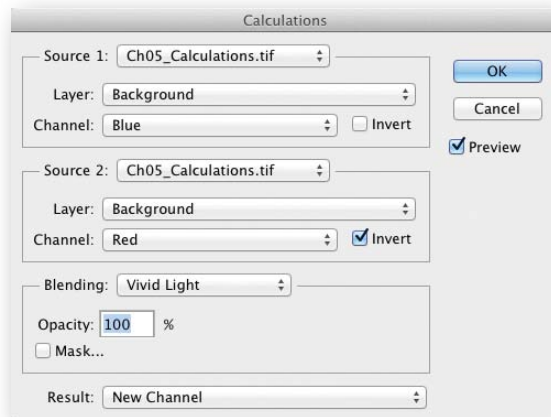 Calculations
Source 1: Ch05_Calculations.tif
OK
Layer: Background
Cancel
Channel: Blue Invert
Preview
Source 2: Ch05_Calculations.tif
Layer: Background
Channel: Red Invert
Blending: Vivid Light
Opacity: 100 %
Mask...
Result: New Channel